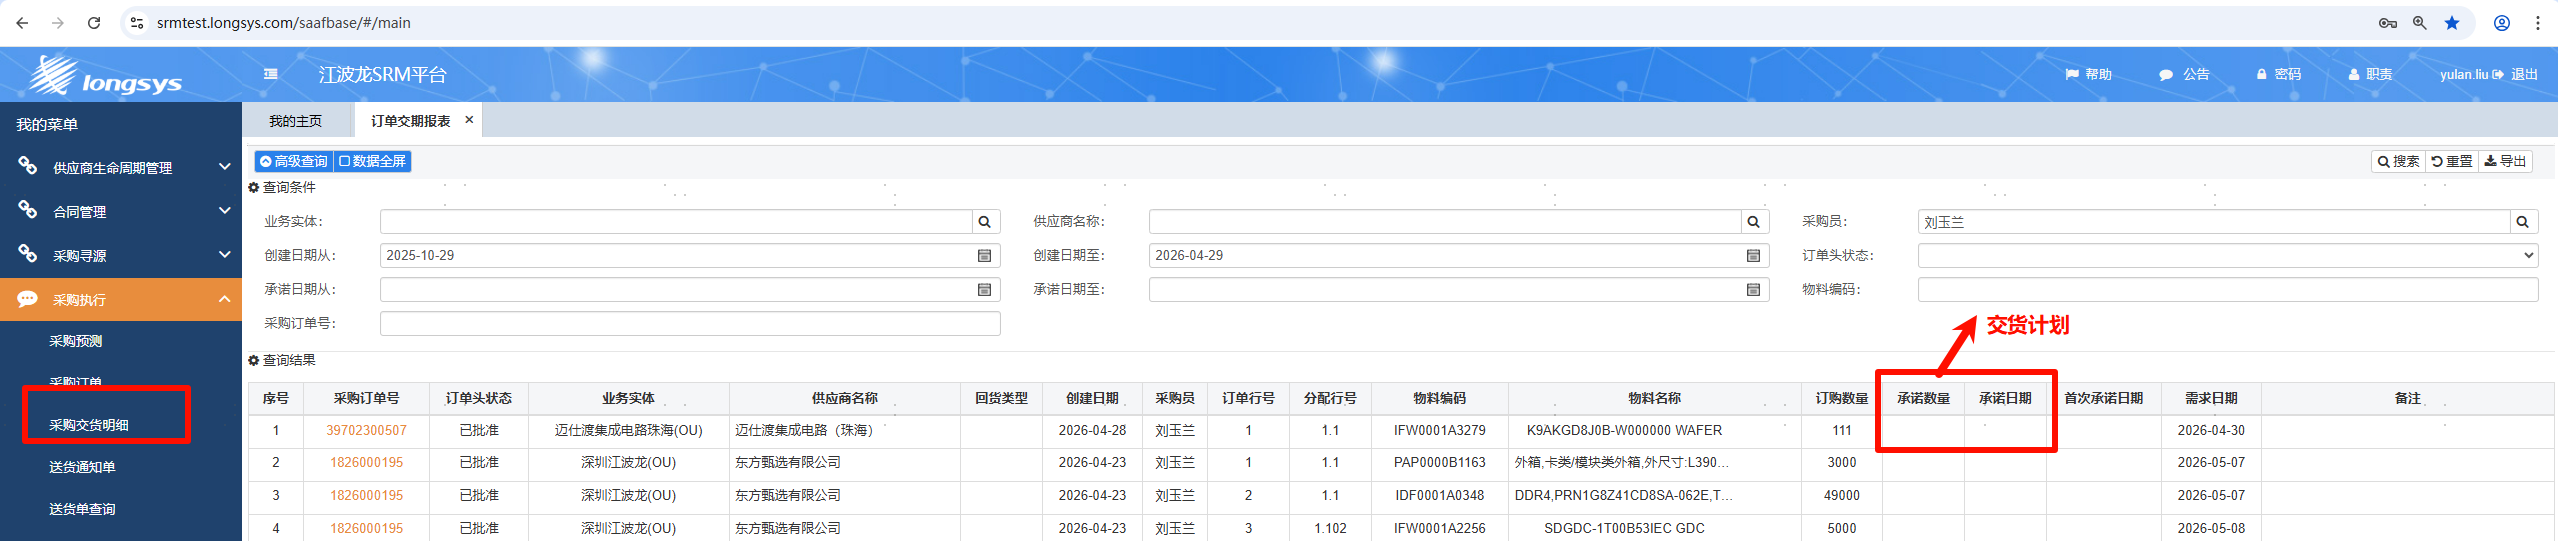 srmtest.longsys.com/saafbase/#/main
longsys
江波龙SRM平台
帮助
公告
密码
职责
yulan.liu
退出
我的菜单
我的主页
订单交期报表 ×
供应商生命周期管理
合同管理
采购寻源
采购执行
采购预测
采购订单
采购交货明细
送货通知单
送货单查询
高级查询
数据全屏
搜索
重置
导出
查询条件
业务实体:
供应商名称:
采购员: 刘玉兰
创建日期从: 2025-10-29
创建日期至: 2026-04-29
订单头状态:
承诺日期从:
承诺日期至:
物料编码:
采购订单号:
交货计划
查询结果
序号 采购订单号 订单头状态 业务实体 供应商名称 回货类型 创建日期 采购员 订单行号 分配行号 物料编码 物料名称 订购数量 承诺数量 承诺日期 首次承诺日期 需求日期 备注
1 39702300507 已批准 迈仕渡集成电路珠海(OU) 迈仕渡集成电路（珠海） 2026-04-28 刘玉兰 1 1.1 IFW0001A3279 K9AKGD8J0B-W000000 WAFER 111 2026-04-30
2 1826000195 已批准 深圳江波龙(OU) 东方甄选有限公司 2026-04-23 刘玉兰 1 1.1 PAP0000B1163 外箱,卡类/模块类外箱,外尺寸:L390... 3000 2026-05-07
3 1826000195 已批准 深圳江波龙(OU) 东方甄选有限公司 2026-04-23 刘玉兰 2 1.1 IDF0001A0348 DDR4,PRN1G8Z41CD8SA-062E,T... 49000 2026-05-07
4 1826000195 已批准 深圳江波龙(OU) 东方甄选有限公司 2026-04-23 刘玉兰 3 1.102 IFW0001A2256 SDGDC-1T00B53IEC GDC 5000 2026-05-08